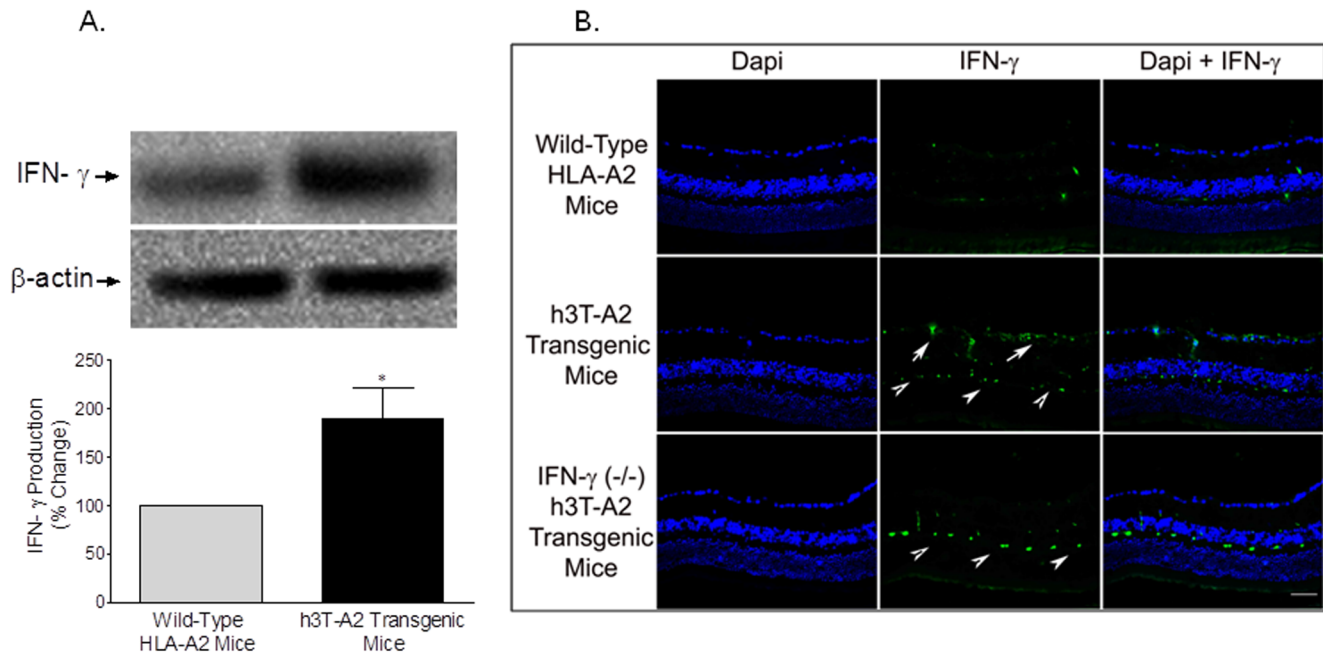 A.
IFN- γ
β-actin
250
200
150
100
50
0
IFN- γ Production
(% Change)
*
Wild-Type
HLA-A2 Mice
h3T-A2 Transgenic
Mice
B.
Dapi
IFN-γ
Dapi + IFN-γ
Wild-Type
HLA-A2
Mice
h3T-A2
Transgenic
Mice
IFN-γ (-/-)
h3T-A2
Transgenic
Mice